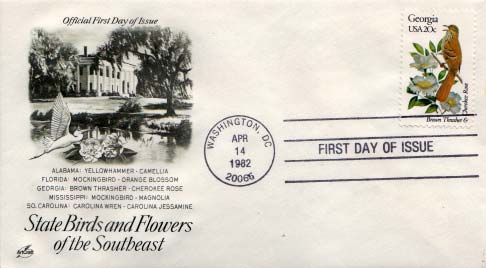 Official First Day of Issue
ALABAMA: YELLOWHAMMER - CAMELLIA
FLORIDA: MOCKINGBIRD - ORANGE BLOSSOM
GEORGIA: BROWN THRASHER - CHEROKEE ROSE
MISSISSIPPI: MOCKINGBIRD - MAGNOLIA
SO. CAROLINA: CAROLINA WREN - CAROLINA JESSAMINE
State Birds and Flowers
of the Southeast
ArtCraft
WASHINGTON, DC
APR
14
1982
20066
FIRST DAY OF ISSUE
Georgia
USA 20c
Brown Thrasher &
Cherokee Rose